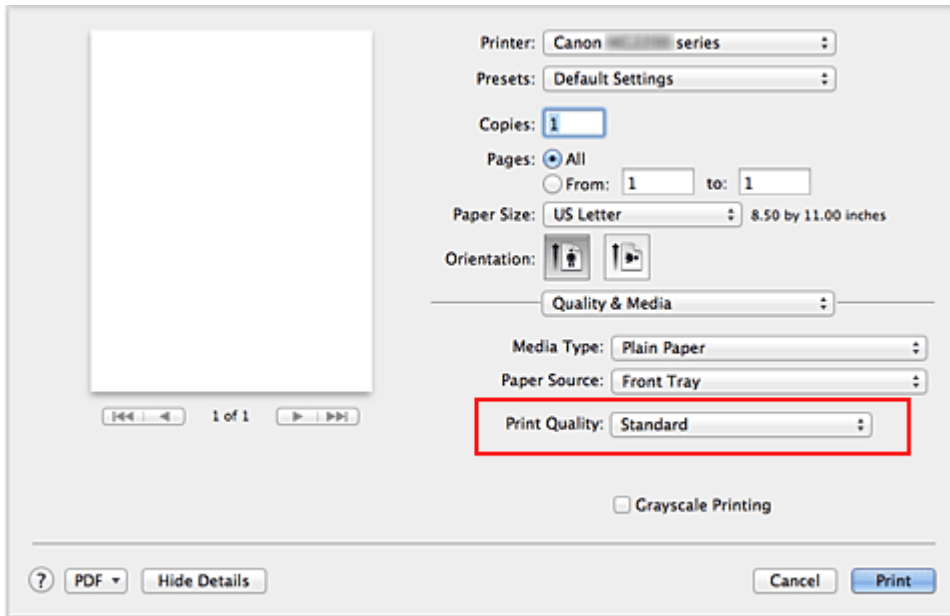 Printer: Canon series
Presets: Default Settings
Copies: 1
Pages: All
From: 1 to: 1
Paper Size: US Letter 8.50 by 11.00 inches
Orientation:
Quality & Media
Media Type: Plain Paper
Paper Source: Front Tray
1 of 1
Print Quality: Standard
Grayscale Printing
? PDF Hide Details Cancel Print